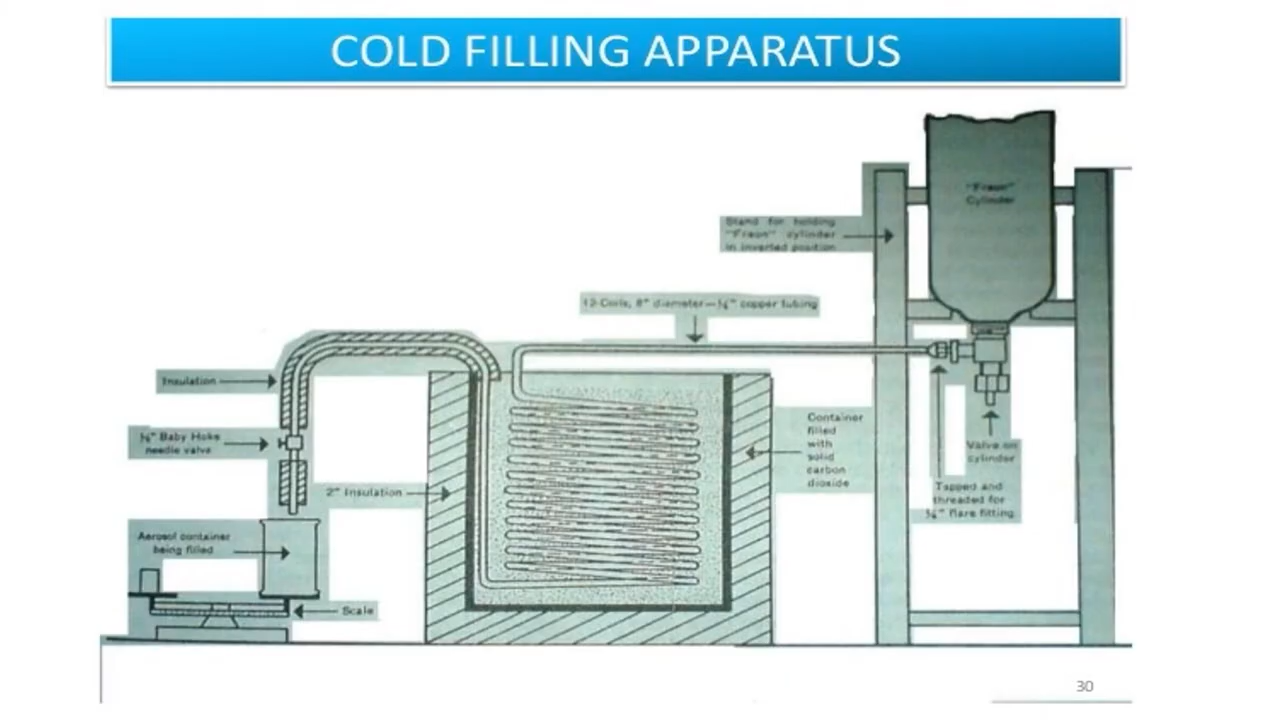 COLD FILLING APPARATUS
"Freon"
Cylinder
Stand for holding
"Freon" cylinder
in inverted position
12-Coils, 8" diameter—¼" copper tubing
Insulation
Baby Hoke
needle valve
Container
filled
with
solid
carbon
dioxide
Valve on
cylinder
2" Insulation
Tapped and
threaded for
¼" flare fitting
Aerosol container
being filled
Scale
30